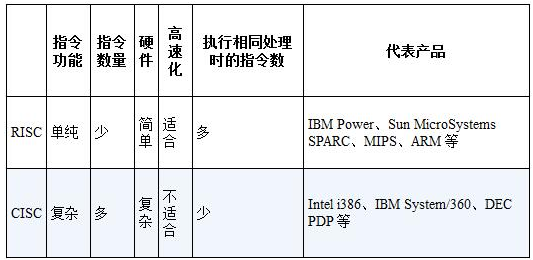 指令功能 指令数量 硬件 高速化 执行相同处理时的指令数 代表产品
RISC 单纯 少 简单 适合 多 IBM Power、Sun MicroSystems
SPARC、MIPS、ARM 等
CISC 复杂 多 复杂 不适合 少 Intel i386、IBM System/360、DEC
PDP 等